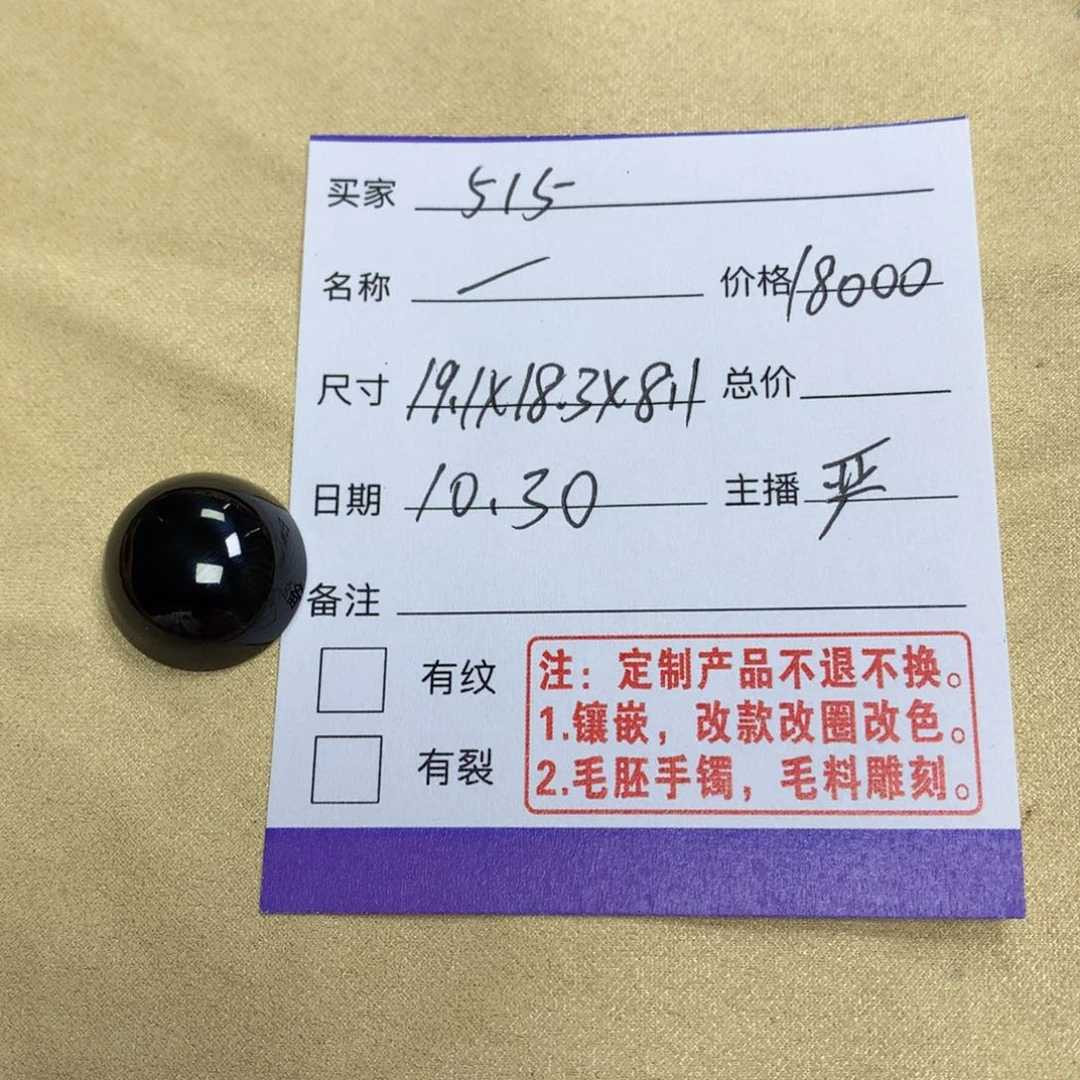 买家 515
名称 / 价格 18000
尺寸 19.1X18.3X8.1 总价
日期 10.30 主播 严
备注
有纹
有裂
注：定制产品不退不换。
1.镶嵌，改款改圈改色。
2.毛胚手镯，毛料雕刻。